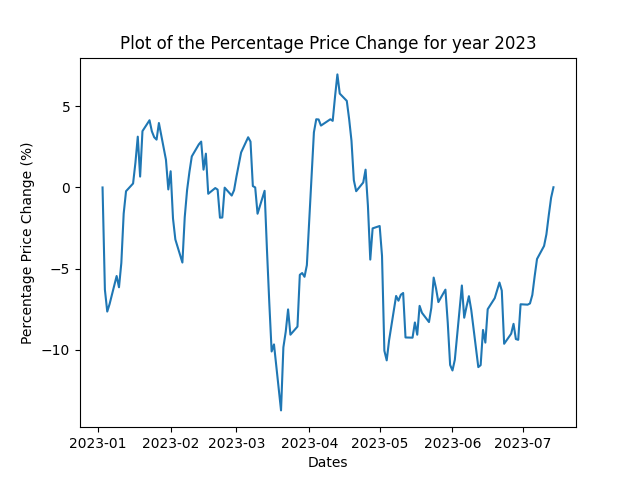 Plot of the Percentage Price Change for year 2023
Percentage Price Change (%)
5
0
−5
−10
2023-01 2023-02 2023-03 2023-04 2023-05 2023-06 2023-07
Dates